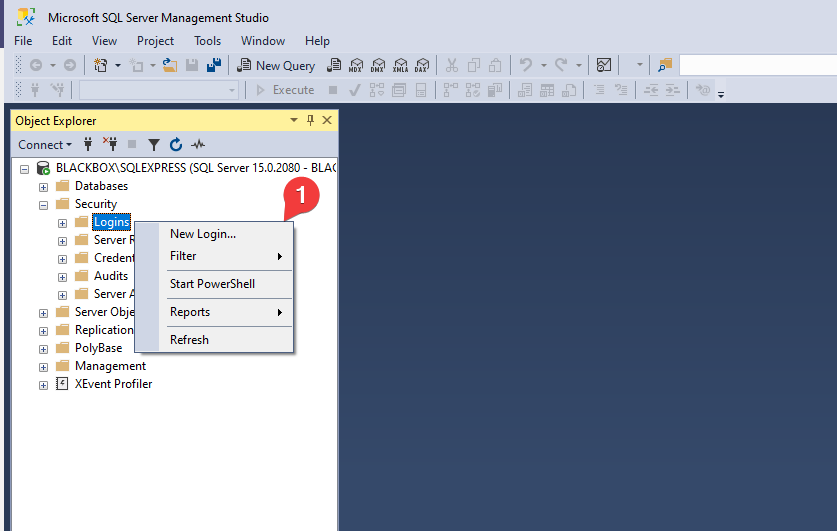 Microsoft SQL Server Management Studio
File Edit View Project Tools Window Help
New Query MDX DMX XMLA DAX
Execute
Object Explorer
Connect
BLACKBOX\SQLEXPRESS (SQL Server 15.0.2080 - BLAC
Databases
Security
1
Logins
New Login...
Server R
Filter
Creden
Audits
Start PowerShell
Server A
Server Obje
Reports
Replication
Refresh
PolyBase
Management
XEvent Profiler